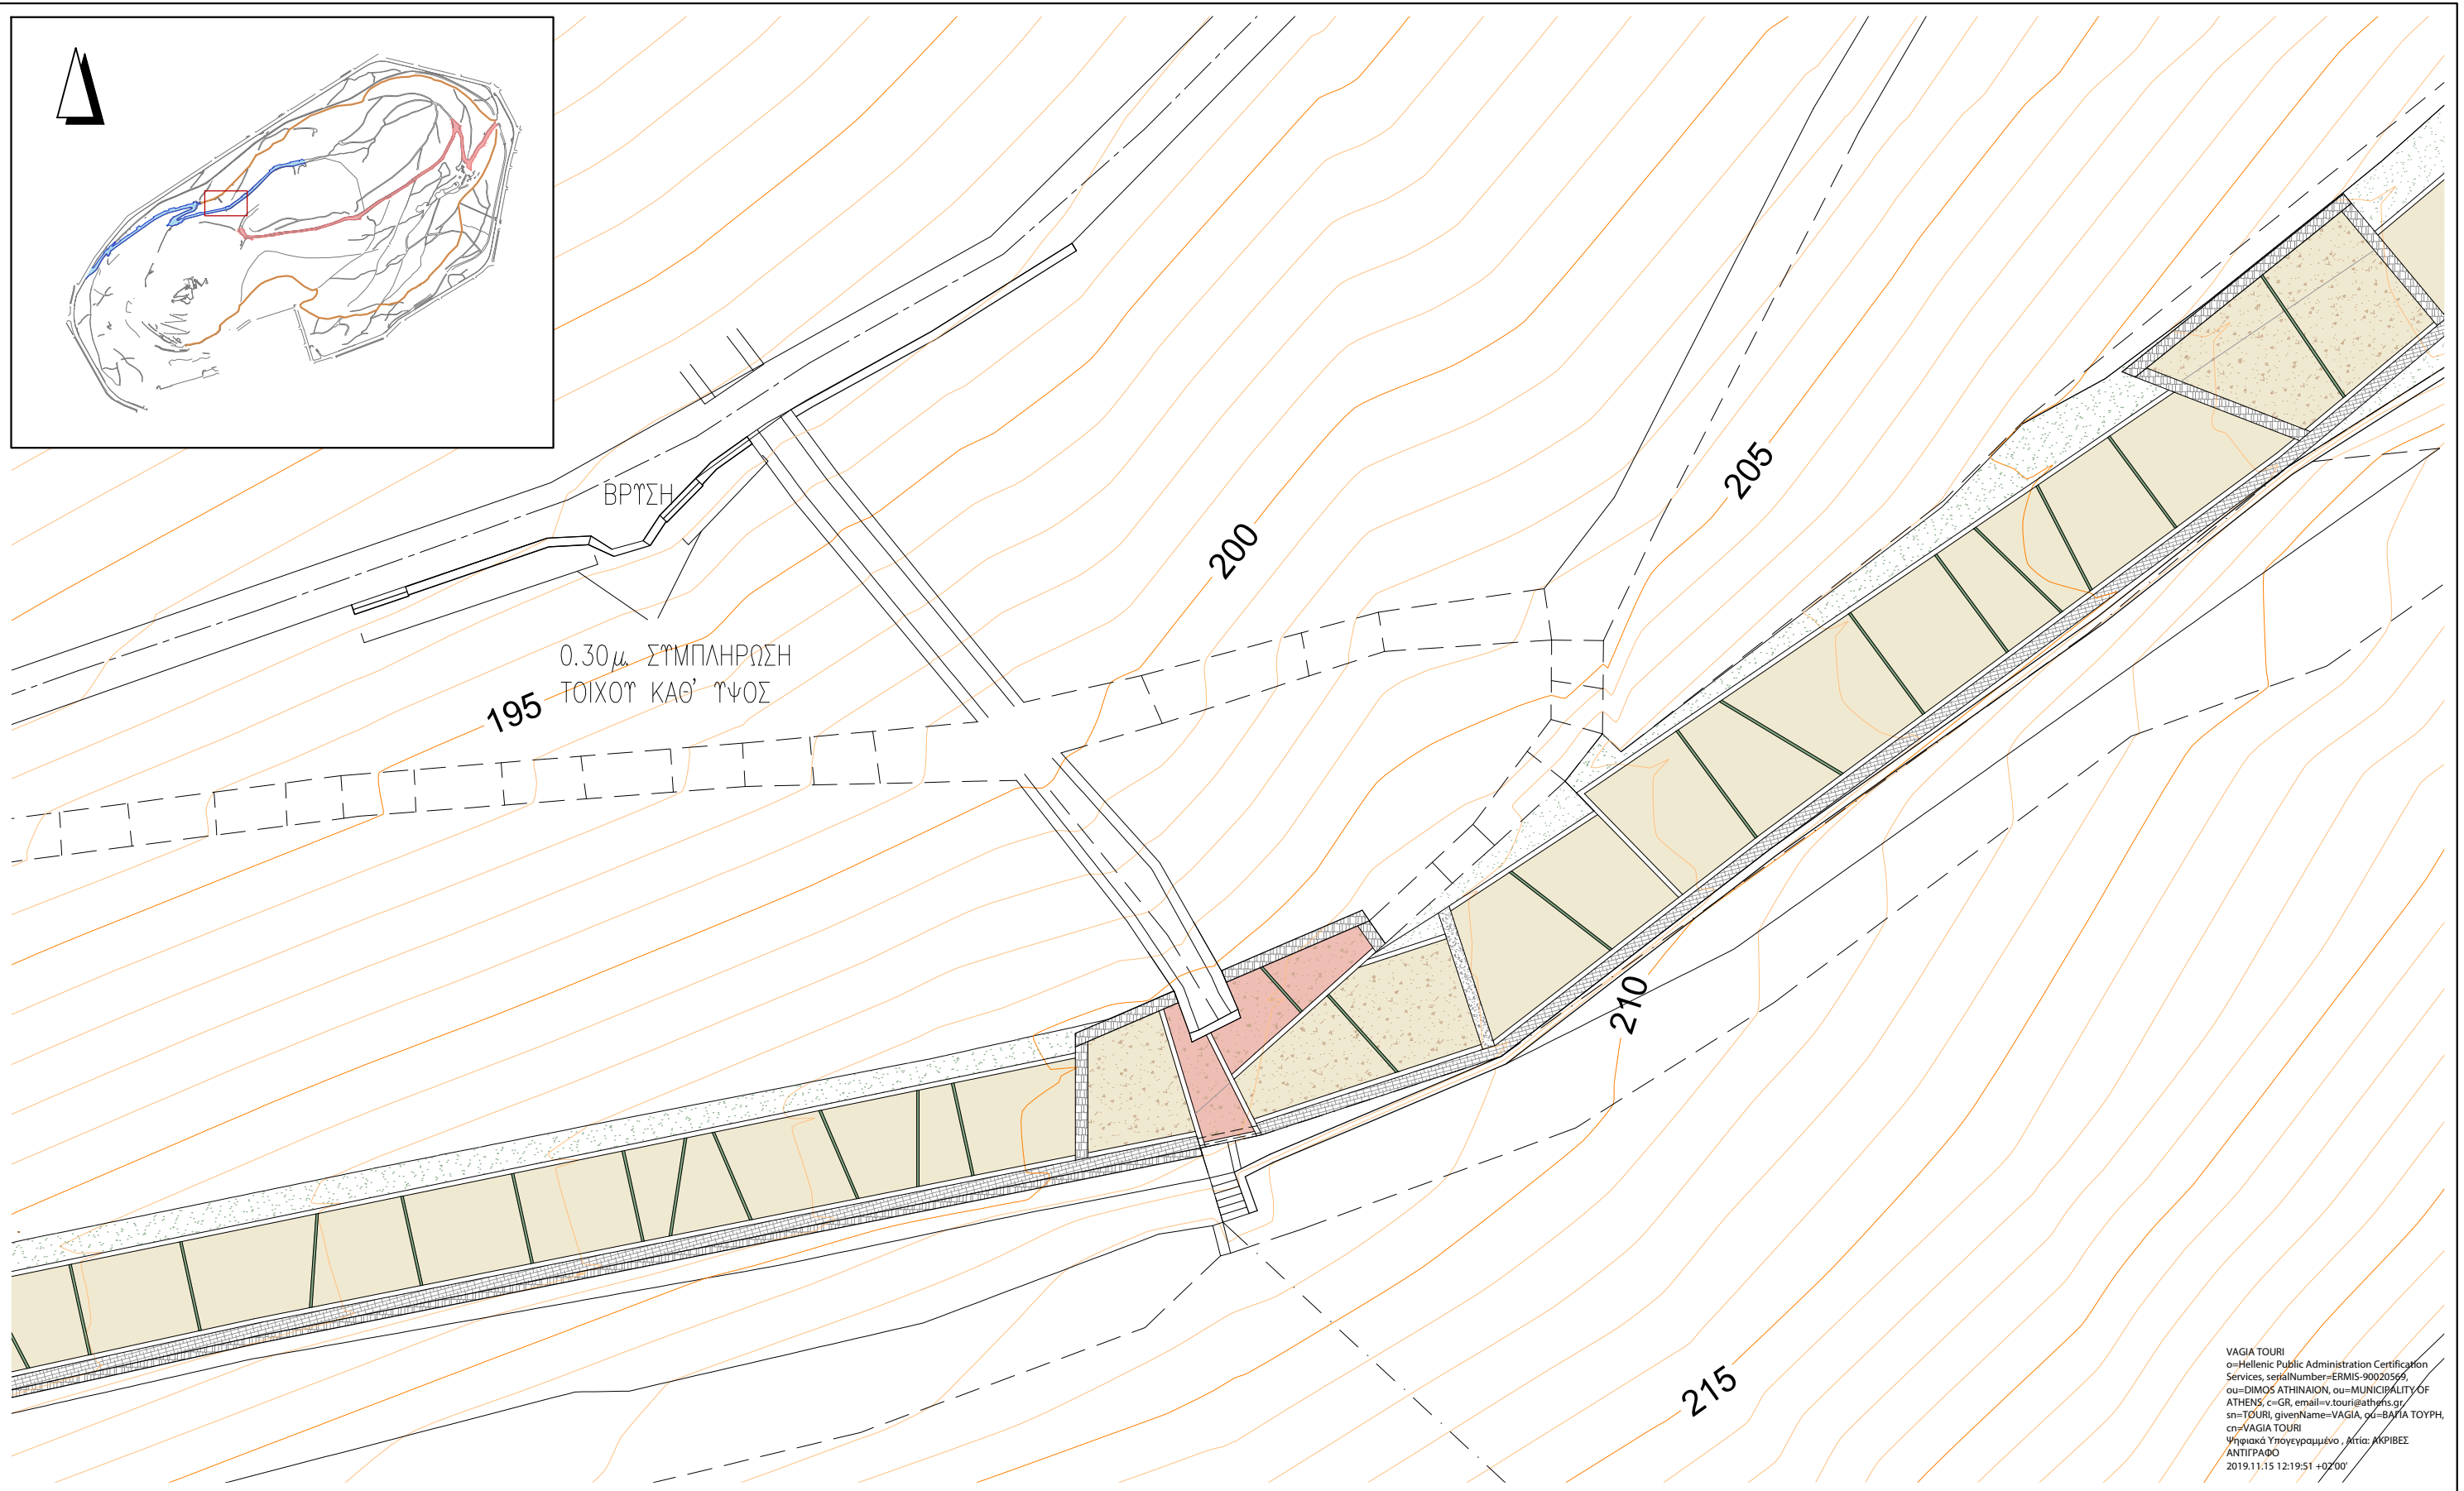 ΒΡΥΣΗ
0.30μ. ΣΥΜΠΛΗΡΩΣΗ
ΤΟΙΧΟΥ ΚΑΘ' ΥΨΟΣ
195
200
205
210
215
VAGIA TOURI
o=Hellenic Public Administration Certification
Services, serialNumber=ERMIS-90020569,
ou=DIMOS ATHINAION, ou=MUNICIPALITY OF
ATHENS, c=GR, email=v.touri@athens.gr,
sn=TOURI, givenName=VAGIA, ou=ΒΑΓΙΑ ΤΟΥΡΗ,
cn=VAGIA TOURI
Ψηφιακά Υπογεγραμμένο , Αιτία: ΑΚΡΙΒΕΣ
ΑΝΤΙΓΡΑΦΟ
2019.11.15 12:19:51 +02'00'